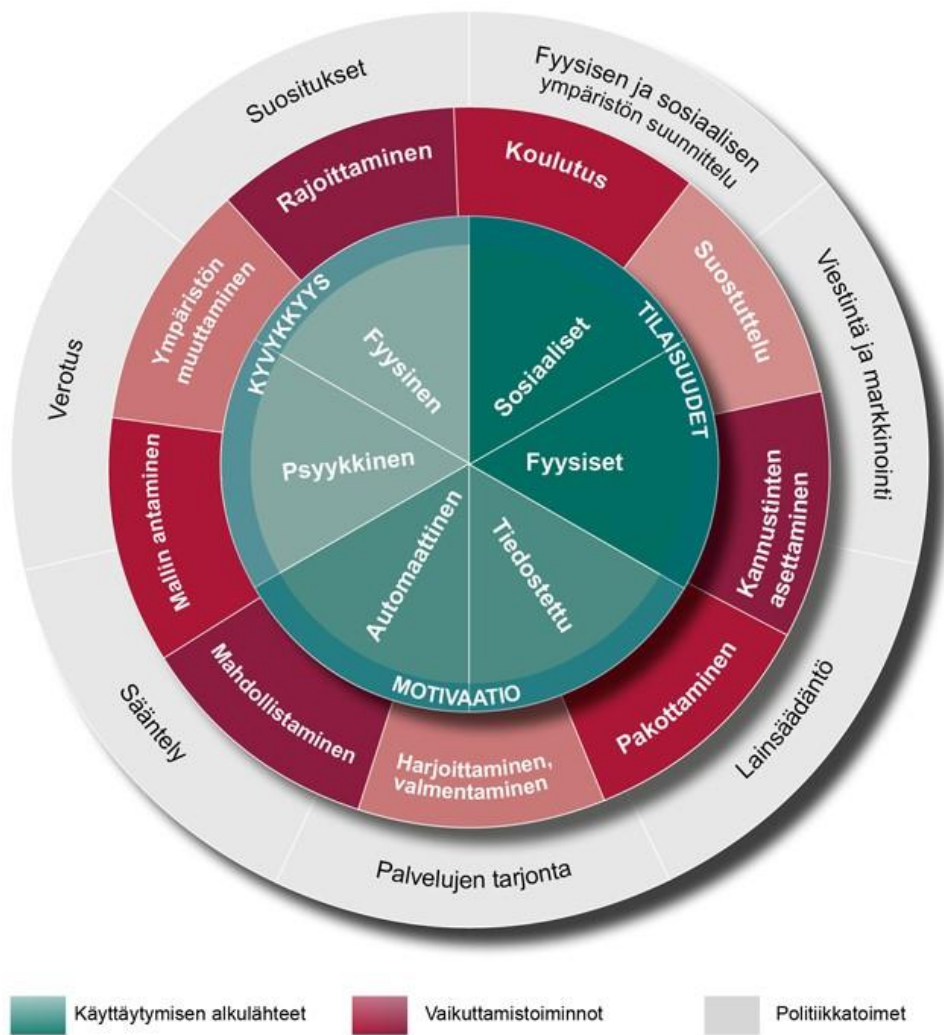 Suositukset
Fyysisen ja sosiaalisen
ympäristön suunnittelu
Viestintä ja markkinointi
Lainsäädäntö
Palvelujen tarjonta
Sääntely
Verotus
Rajoittaminen
Koulutus
Suostuttelu
Kannustinten
asettaminen
Pakottaminen
Harjoittaminen,
valmentaminen
Mahdollistaminen
Mallin antaminen
Ympäristön
muuttaminen
KYVYKKYYS
TILAISUUDET
MOTIVAATIO
Fyysinen
Sosiaaliset
Fyysiset
Tiedostettu
Automaattinen
Psyykkinen
Käyttäytymisen alkulähteet
Vaikuttamistoiminnot
Politiikkatoimet